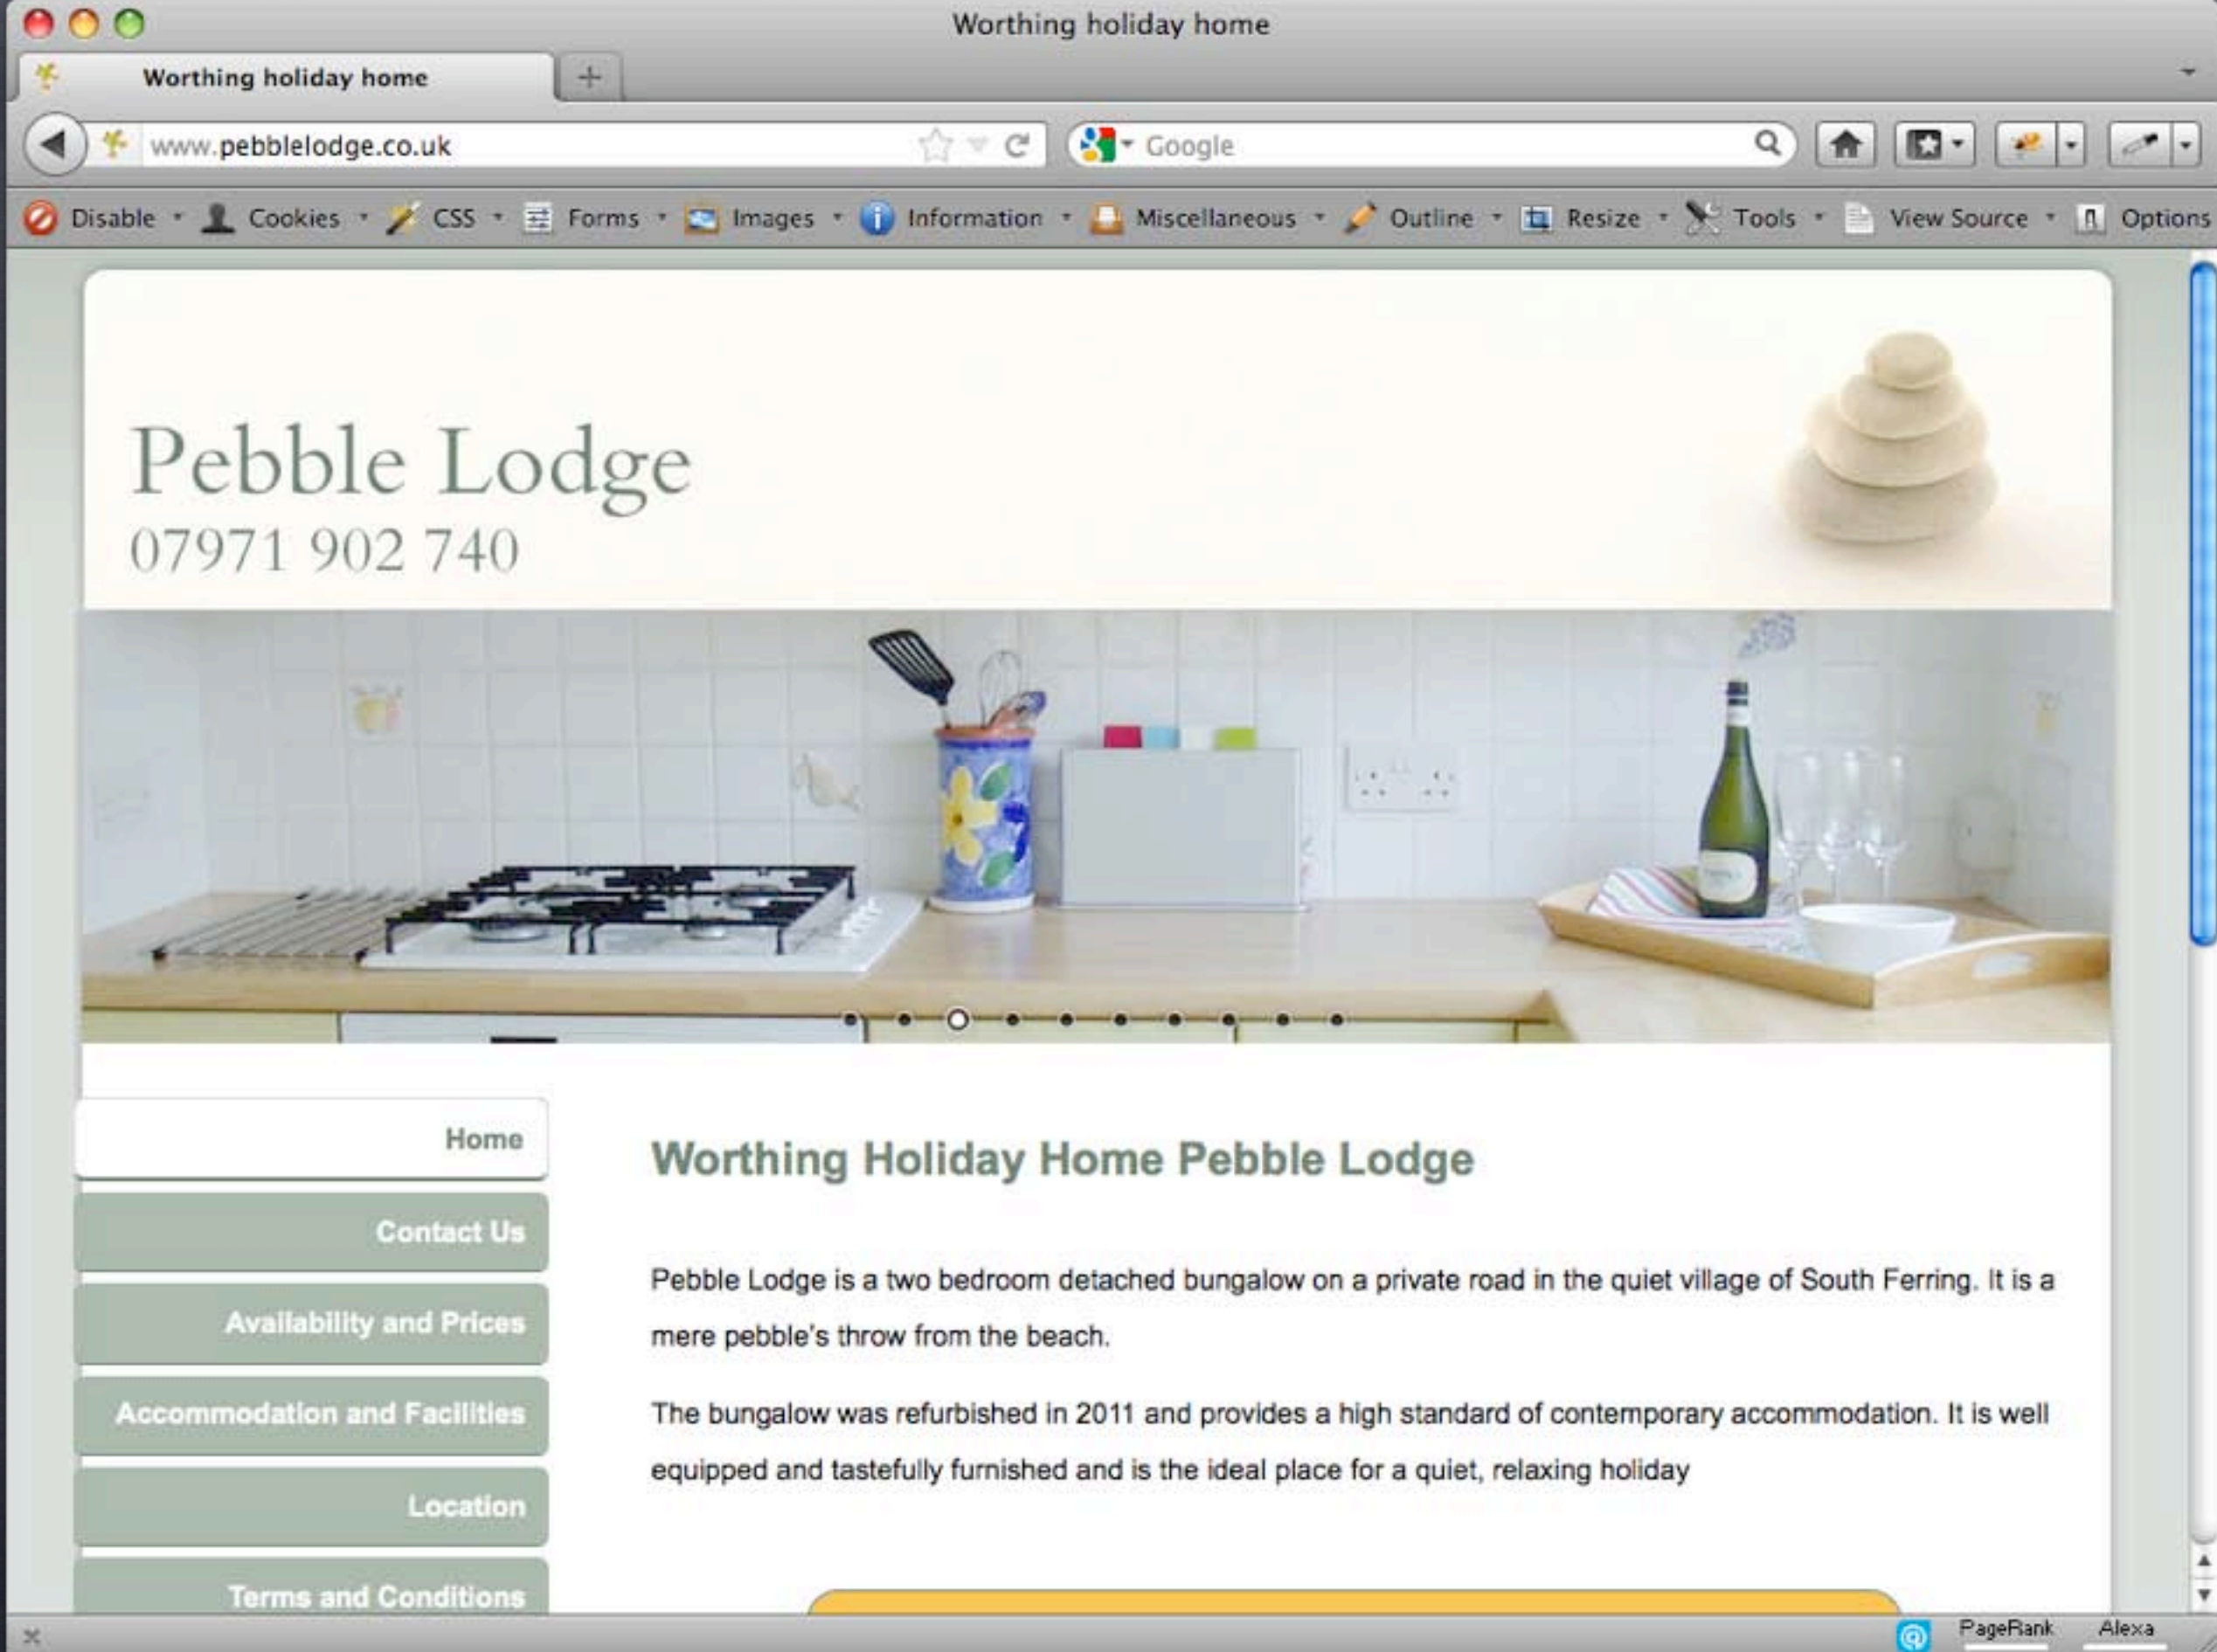 Worthing holiday home
Worthing holiday home
www.pebblelodge.co.uk
Google
Disable Cookies CSS Forms Images Information Miscellaneous Outline Resize Tools View Source Options
Pebble Lodge
07971 902 740
Home
Contact Us
Availability and Prices
Accommodation and Facilities
Location
Terms and Conditions
Worthing Holiday Home Pebble Lodge
Pebble Lodge is a two bedroom detached bungalow on a private road in the quiet village of South Ferring. It is a
mere pebble's throw from the beach.
The bungalow was refurbished in 2011 and provides a high standard of contemporary accommodation. It is well
equipped and tastefully furnished and is the ideal place for a quiet, relaxing holiday
PageRank Alexa